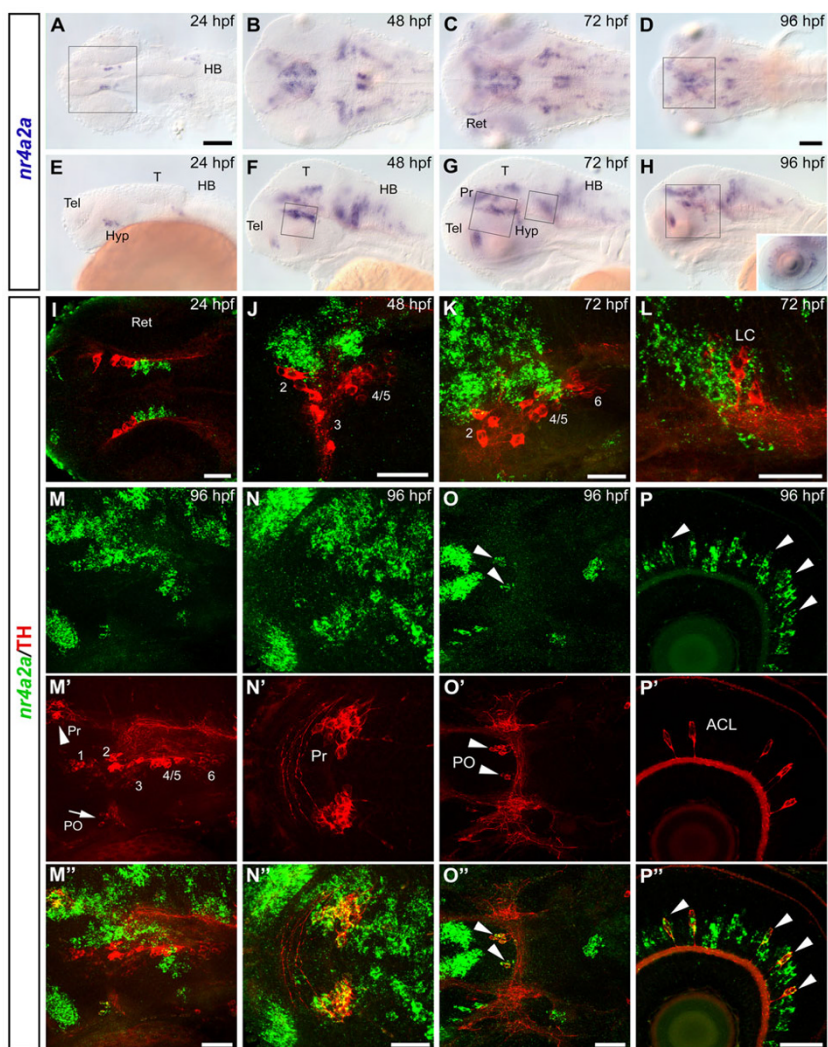 nr4a2a
A 24 hpf
HB
B 48 hpf
C 72 hpf
Ret
D 96 hpf
E 24 hpf
T
HB
Tel
Hyp
F 48 hpf
T
HB
Tel
G 72 hpf
T
HB
Pr
Tel
Hyp
H 96 hpf
nr4a2a/TH
I 24 hpf
Ret
J 48 hpf
2
4/5
3
K 72 hpf
6
4/5
2
L 72 hpf
LC
M 96 hpf
N 96 hpf
O 96 hpf
P 96 hpf
M'
Pr
1
2
3
4/5
6
PO
N'
Pr
O'
PO
P'
ACL
M''
N''
O''
P''